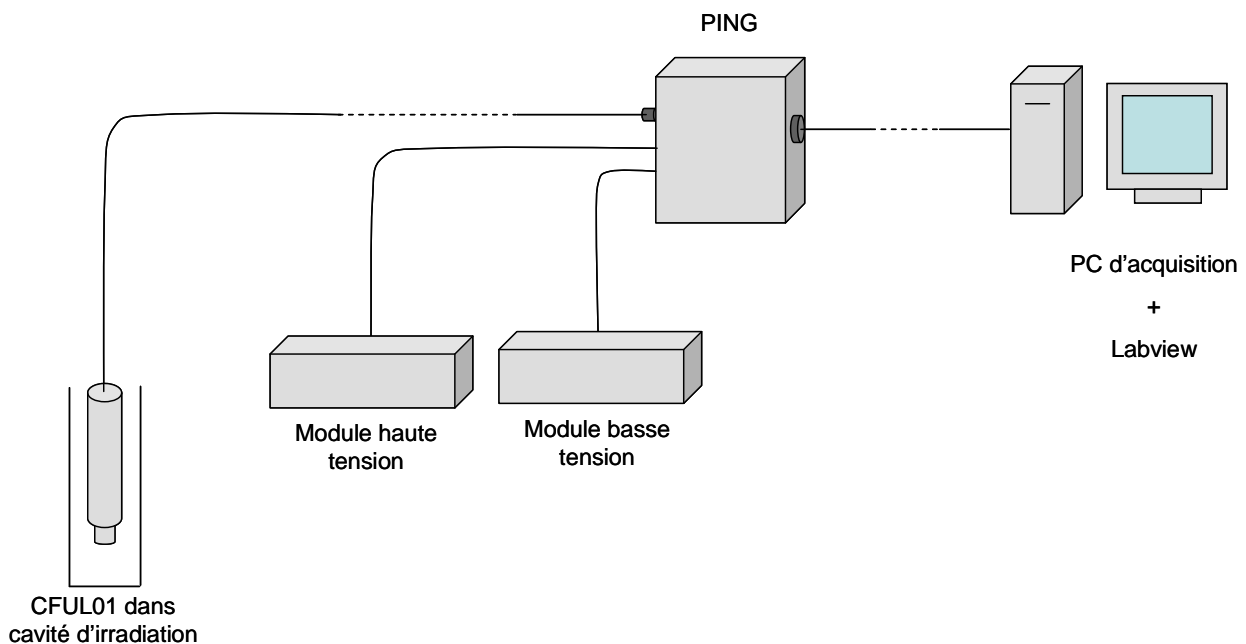 PING
PC d'acquisition
+
Labview
Module haute
tension
Module basse
tension
CFUL01 dans
cavité d'irradiation